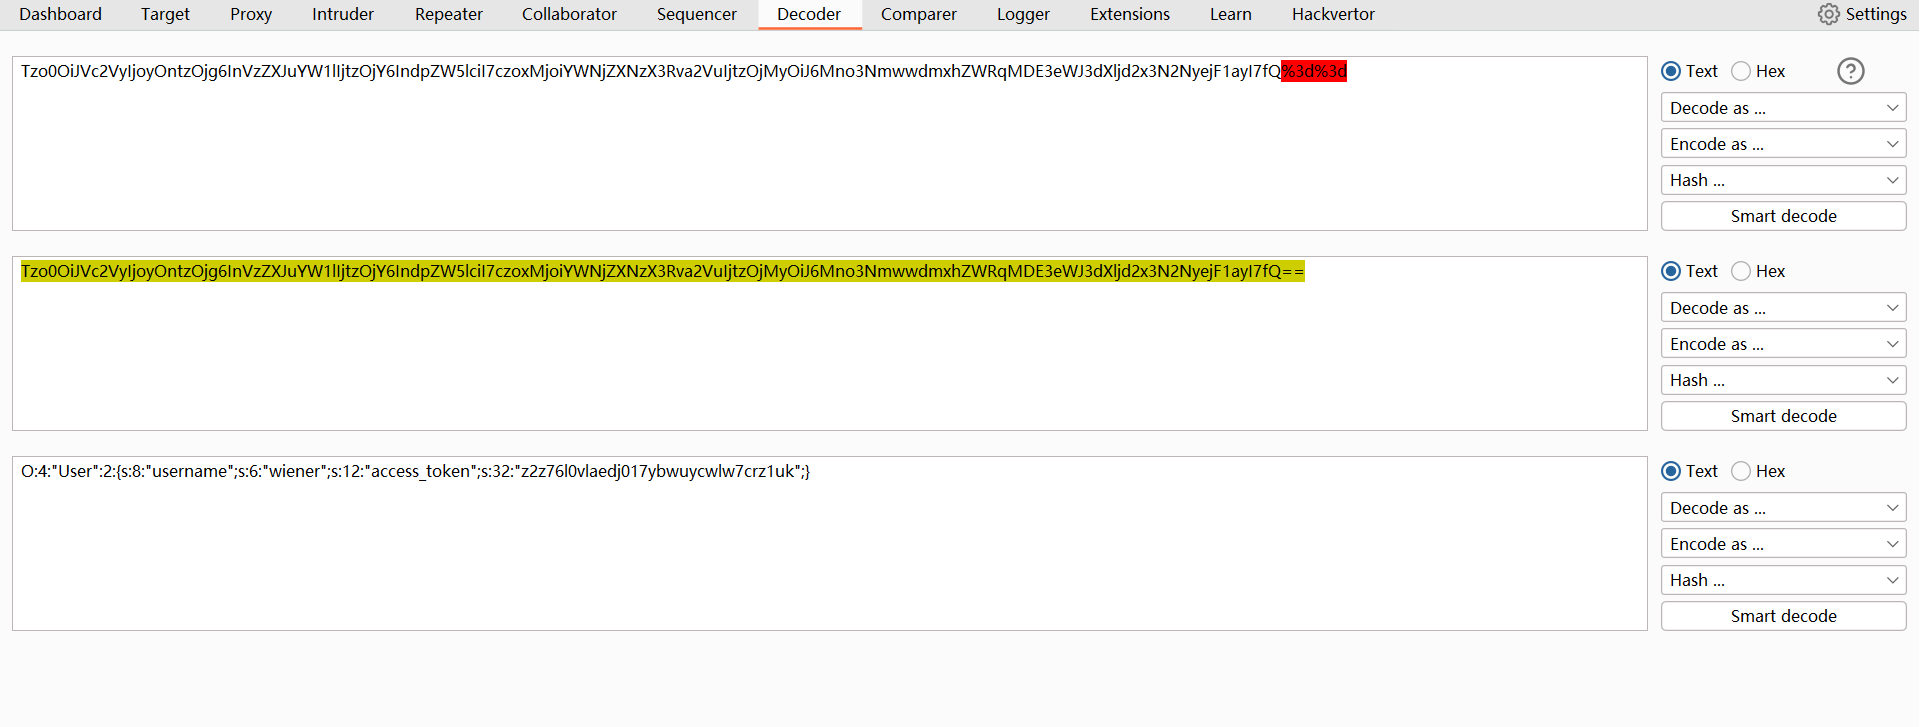 Dashboard Target Proxy Intruder Repeater Collaborator Sequencer Decoder Comparer Logger Extensions Learn Hackvertor Settings
Tzo0OiJVc2VyIjoyOntzOjg6InVzZXJuYW1lIjtzOjY6IndpZW5lciI7czoxMjoiYWNjZXNzX3Rva2VuIjtzOjMyOiJ6Mno3NmwwdmxhZWRqMDE3eWJ3dXljd2x3N2NyejF1ayI7fQ%3d%3d
Text Hex ?
Decode as ...
Encode as ...
Hash ...
Smart decode
Tzo0OiJVc2VyIjoyOntzOjg6InVzZXJuYW1lIjtzOjY6IndpZW5lciI7czoxMjoiYWNjZXNzX3Rva2VuIjtzOjMyOiJ6Mno3NmwwdmxhZWRqMDE3eWJ3dXljd2x3N2NyejF1ayI7fQ==
Text Hex
Decode as ...
Encode as ...
Hash ...
Smart decode
O:4:"User":2:{s:8:"username";s:6:"wiener";s:12:"access_token";s:32:"z2z76l0vlaedj017ybwuycwlw7crz1uk";}
Text Hex
Decode as ...
Encode as ...
Hash ...
Smart decode